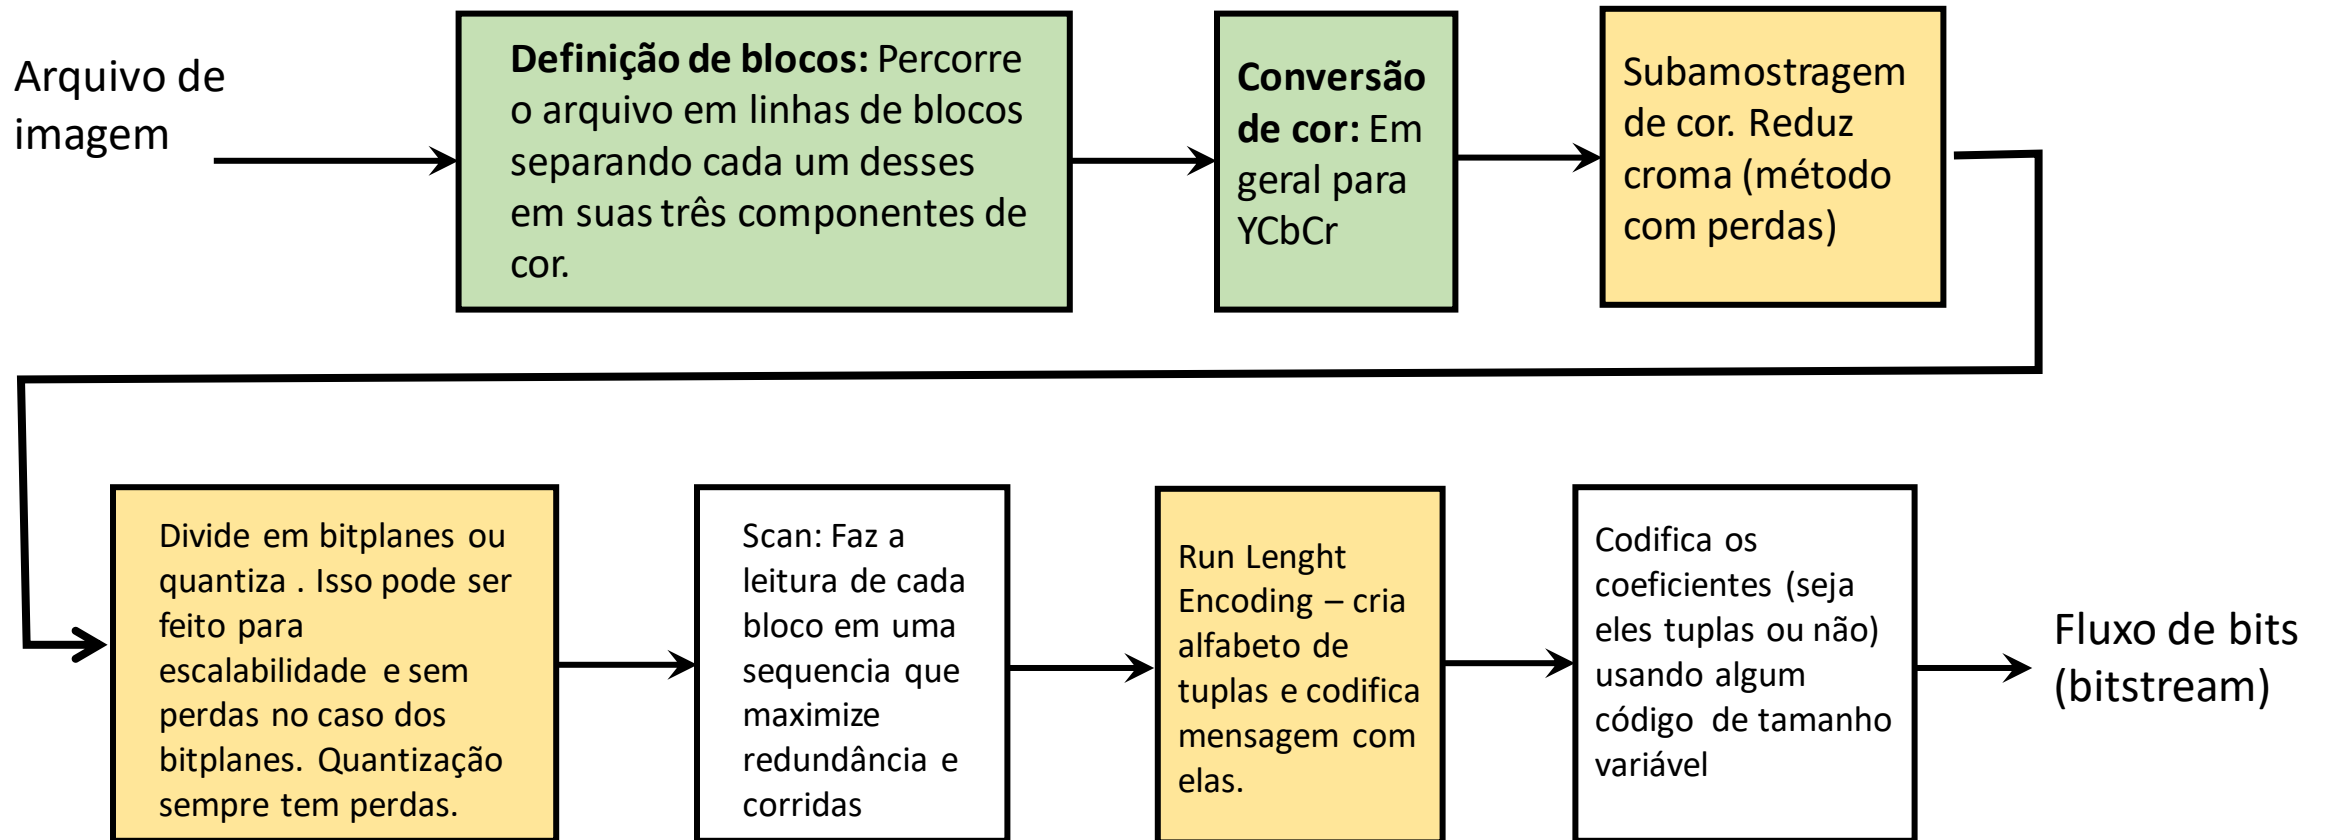 Arquivo de
imagem
Definição de blocos: Percorre
o arquivo em linhas de blocos
separando cada um desses
em suas três componentes de
cor.
Conversão
de cor: Em
geral para
YCbCr
Subamostragem
de cor. Reduz
croma (método
com perdas)
Divide em bitplanes ou
quantiza . Isso pode ser
feito para
escalabilidade e sem
perdas no caso dos
bitplanes. Quantização
sempre tem perdas.
Scan: Faz a
leitura de cada
bloco em uma
sequencia que
maximize
redundância e
corridas
Run Lenght
Encoding – cria
alfabeto de
tuplas e codifica
mensagem com
elas.
Codifica os
coeficientes (seja
eles tuplas ou não)
usando algum
código de tamanho
variável
Fluxo de bits
(bitstream)